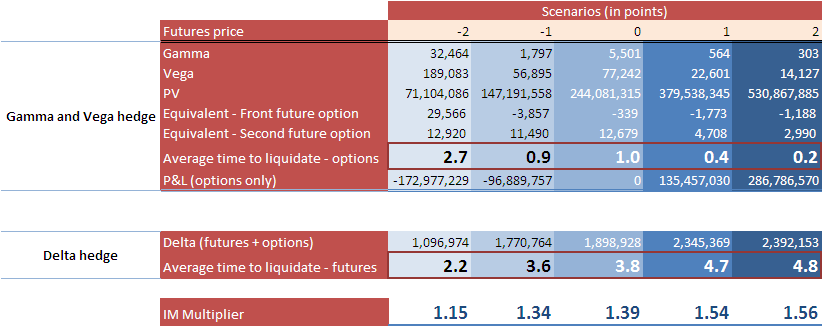 Scenarios (in points)
Futures price -2 -1 0 1 2
Gamma 32,464 1,797 5,501 564 303
Vega 189,083 56,895 77,242 22,601 14,127
PV 71,104,086 147,191,558 244,081,315 379,538,345 530,867,885
Gamma and Vega hedge Equivalent - Front future option 29,566 -3,857 -339 -1,773 -1,188
Equivalent - Second future option 12,920 11,490 12,679 4,708 2,990
Average time to liquidate - options 2.7 0.9 1.0 0.4 0.2
P&L (options only) -172,977,229 -96,889,757 0 135,457,030 286,786,570
Delta hedge Delta (futures + options) 1,096,974 1,770,764 1,898,928 2,345,369 2,392,153
Average time to liquidate - futures 2.2 3.6 3.8 4.7 4.8
IM Multiplier 1.15 1.34 1.39 1.54 1.56